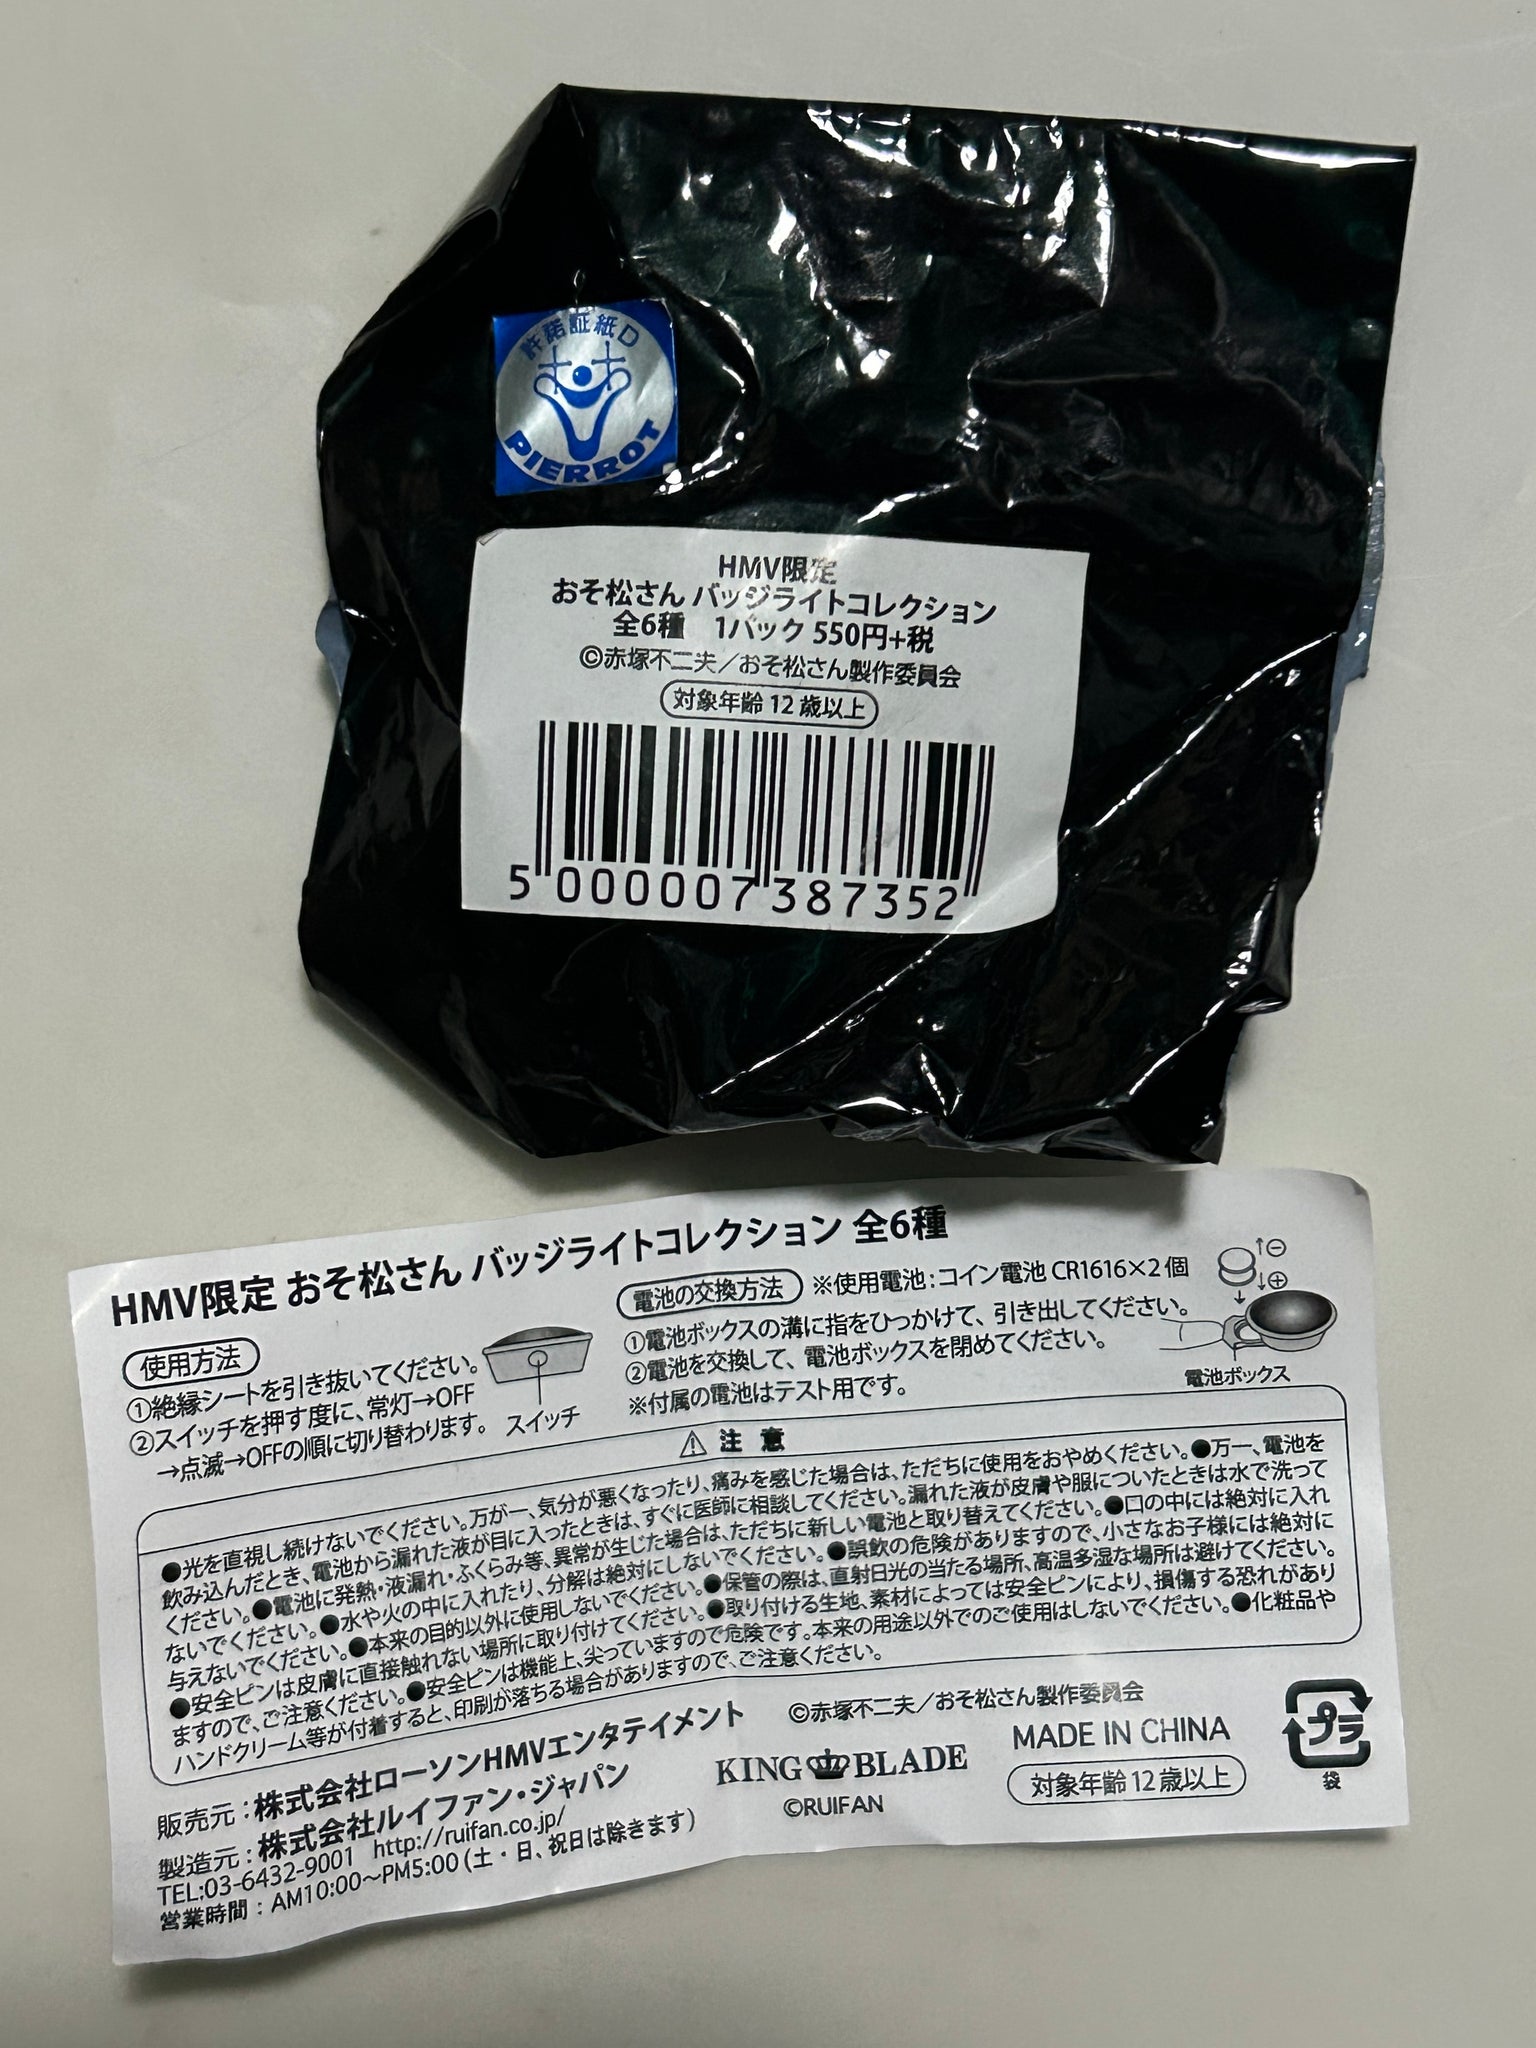 許諾証紙D
PIERROT
HMV限定
おそ松さん バッジライトコレクション
全6種 1パック 550円+税
©赤塚不二夫／おそ松さん製作委員会
対象年齢 12 歳以上
5 000007 387352
HMV限定 おそ松さん バッジライトコレクション 全6種
使用方法
①絶縁シートを引き抜いてください。
②スイッチを押す度に、常灯→OFF
→点滅→OFFの順に切り替わります。
スイッチ
電池の交換方法 ※使用電池：コイン電池 CR1616×2個
①電池ボックスの溝に指をひっかけて、引き出してください。
②電池を交換して、電池ボックスを閉めてください。
※付属の電池はテスト用です。
⊖
⊕
電池ボックス
⚠ 注 意
●光を直視し続けないでください。万が一、気分が悪くなったり、痛みを感じた場合は、ただちに使用をおやめください。●万一、電池を
飲み込んだとき、電池から漏れた液が目に入ったときは、すぐに医師に相談してください。漏れた液が皮膚や服についたときは水で洗って
ください。●電池に発熱・液漏れ・ふくらみ等、異常が生じた場合は、ただちに新しい電池と取り替えてください。●口の中には絶対に入れ
ないでください。●水や火の中に入れたり、分解は絶対にしないでください。●誤飲の危険がありますので、小さなお子様には絶対に
与えないでください。●本来の目的以外に使用しないでください。●保管の際は、直射日光の当たる場所、高温多湿な場所は避けてください。
●安全ピンは皮膚に直接触れない場所に取り付けてください。●取り付ける生地、素材によっては安全ピンにより、損傷する恐れがあり
ますので、ご注意ください。●安全ピンは機能上、尖っていますので危険です。本来の用途以外でのご使用はしないでください。●化粧品や
ハンドクリーム等が付着すると、印刷が落ちる場合がありますので、ご注意ください。
販売元：株式会社ローソンHMVエンタテイメント
製造元：株式会社ルイファン・ジャパン
TEL:03-6432-9001 http://ruifan.co.jp/
営業時間：AM10:00〜PM5:00 (土・日、祝日は除きます)
©赤塚不二夫／おそ松さん製作委員会
KING BLADE
©RUIFAN
MADE IN CHINA
対象年齢 12 歳以上
プラ
袋